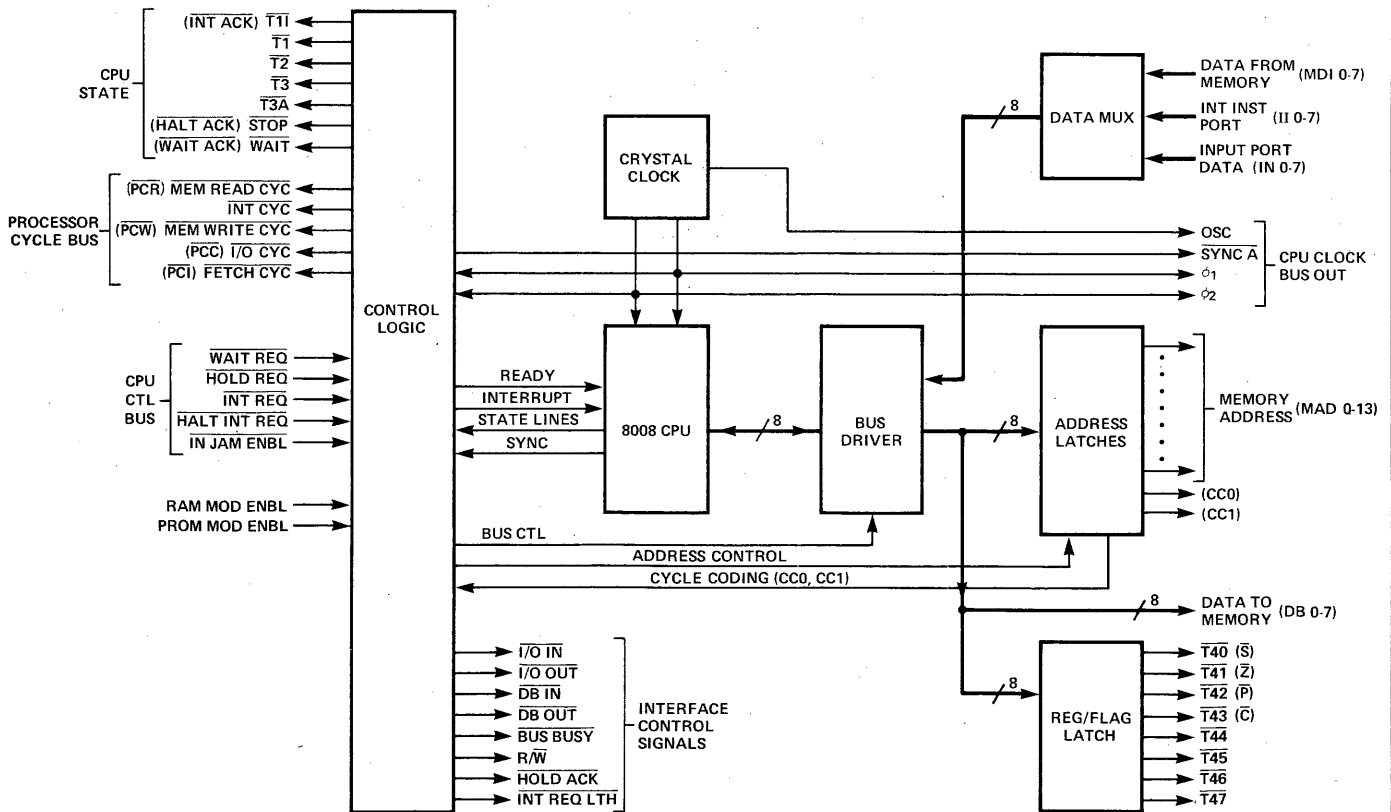 (INT ACK) T1I
T1
T2
T3
T3A
(HALT ACK) STOP
(WAIT ACK) WAIT
CPU
STATE
(PCR) MEM READ CYC
INT CYC
(PCW) MEM WRITE CYC
(PCC) I/O CYC
(PCI) FETCH CYC
PROCESSOR
CYCLE BUS
WAIT REQ
HOLD REQ
INT REQ
HALT INT REQ
IN JAM ENBL
CPU
CTL
BUS
RAM MOD ENBL
PROM MOD ENBL
CONTROL
LOGIC
CRYSTAL
CLOCK
8
DATA MUX
DATA FROM
MEMORY (MDI 0-7)
INT INST
PORT (II 0-7)
INPUT PORT
DATA (IN 0-7)
OSC
SYNC A
ϕ1
ϕ2
CPU CLOCK
BUS OUT
READY
INTERRUPT
STATE LINES
SYNC
8008 CPU
8
BUS
DRIVER
8
ADDRESS
LATCHES
MEMORY
ADDRESS (MAD 0-13)
(CC0)
(CC1)
BUS CTL
ADDRESS CONTROL
CYCLE CODING (CC0, CC1)
8
DATA TO
MEMORY (DB 0-7)
I/O IN
I/O OUT
DB IN
DB OUT
BUS BUSY
R/W
HOLD ACK
INT REQ LTH
INTERFACE
CONTROL
SIGNALS
8
REG/FLAG
LATCH
T40 (S)
T41 (Z)
T42 (P)
T43 (C)
T44
T45
T46
T47